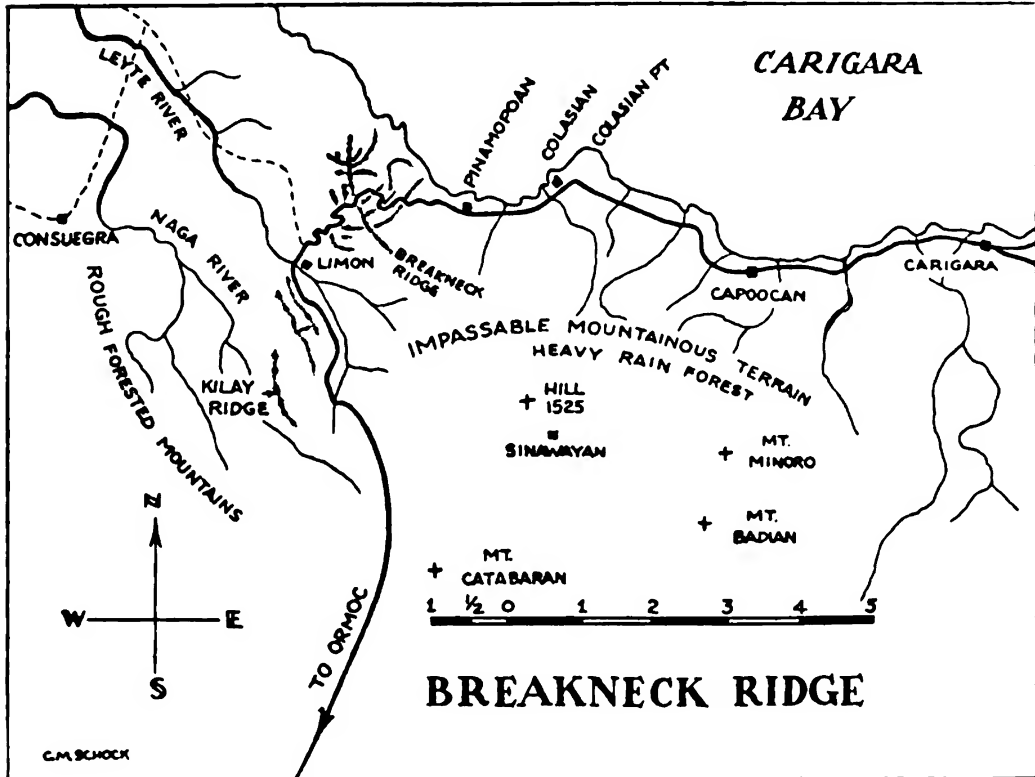 CARIGARA
BAY
LEYTE RIVER
PINAMOPOAN
COLASIAN
COLASIAN PT
CONSUEGRA
NAGA
RIVER
LIMON
BREAKNECK
RIDGE
CAPOOCAN
CARIGARA
ROUGH FORESTED MOUNTAINS
IMPASSABLE MOUNTAINOUS TERRAIN
HEAVY RAIN FOREST
KILAY
RIDGE
HILL
1525
SINAWAYAN
MT.
MINORO
MT.
BADIAN
MT.
CATABARAN
N
W E
S
1 ½ 0 1 2 3 4 5
TO ORMOC
BREAKNECK RIDGE
C.M. SCHOCK